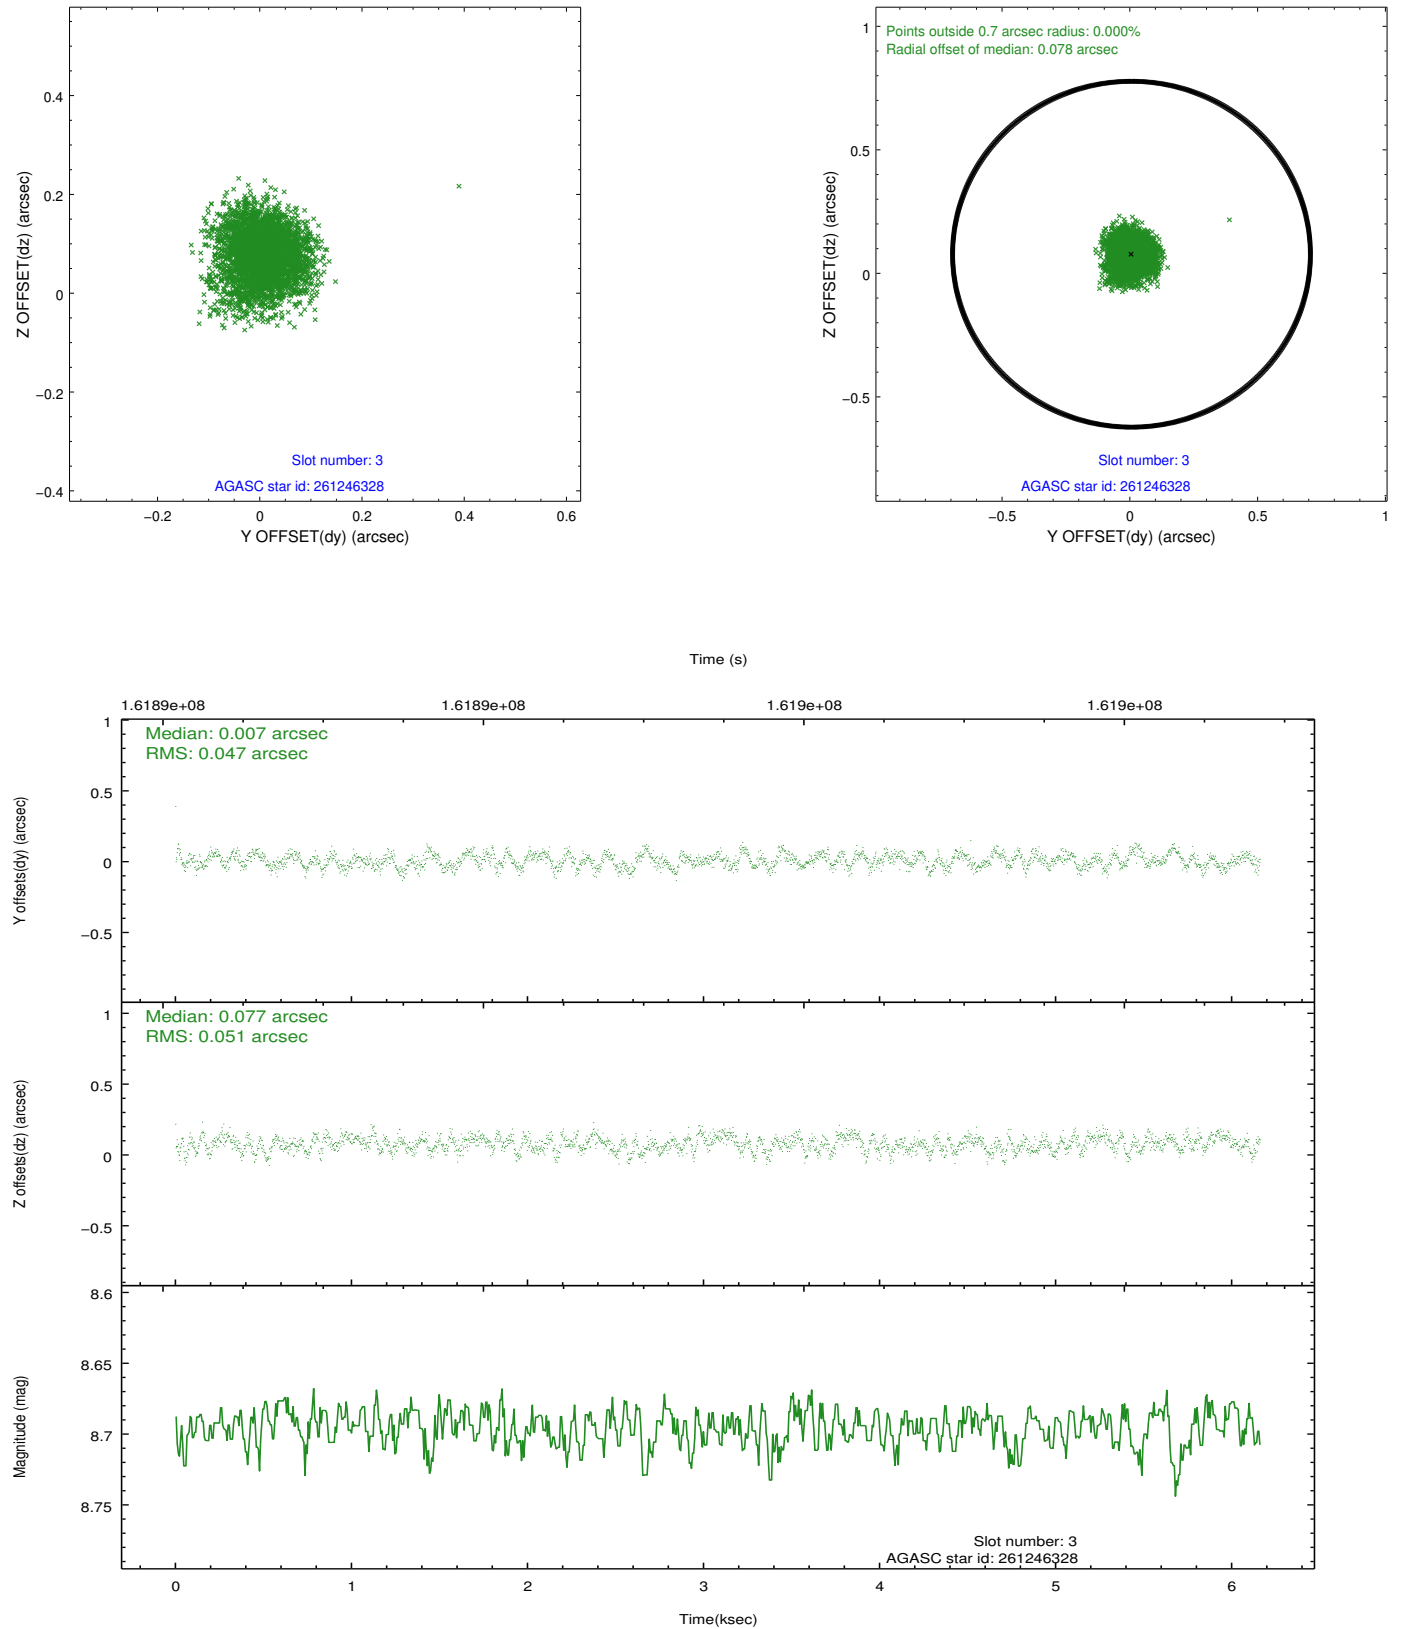 0.4
0.2
0
−0.2
−0.4
Z OFFSET(dz) (arcsec)
Slot number: 3
AGASC star id: 261246328
−0.2
0
0.2
0.4
0.6
Y OFFSET(dy) (arcsec)
Points outside 0.7 arcsec radius: 0.000%
Radial offset of median: 0.078 arcsec
1
0.5
0
−0.5
Z OFFSET(dz) (arcsec)
Slot number: 3
AGASC star id: 261246328
−0.5
0
0.5
1
Y OFFSET(dy) (arcsec)
Time (s)
1.6189e+08
1.6189e+08
1.619e+08
1.619e+08
Median: 0.007 arcsec
RMS: 0.047 arcsec
1
0.5
0
−0.5
Y offsets(dy) (arcsec)
Median: 0.077 arcsec
RMS: 0.051 arcsec
1
0.5
0
−0.5
Z offsets(dz) (arcsec)
8.6
8.65
8.7
8.75
Magnitude (mag)
Slot number: 3
AGASC star id: 261246328
0
1
2
3
4
5
6
Time(ksec)